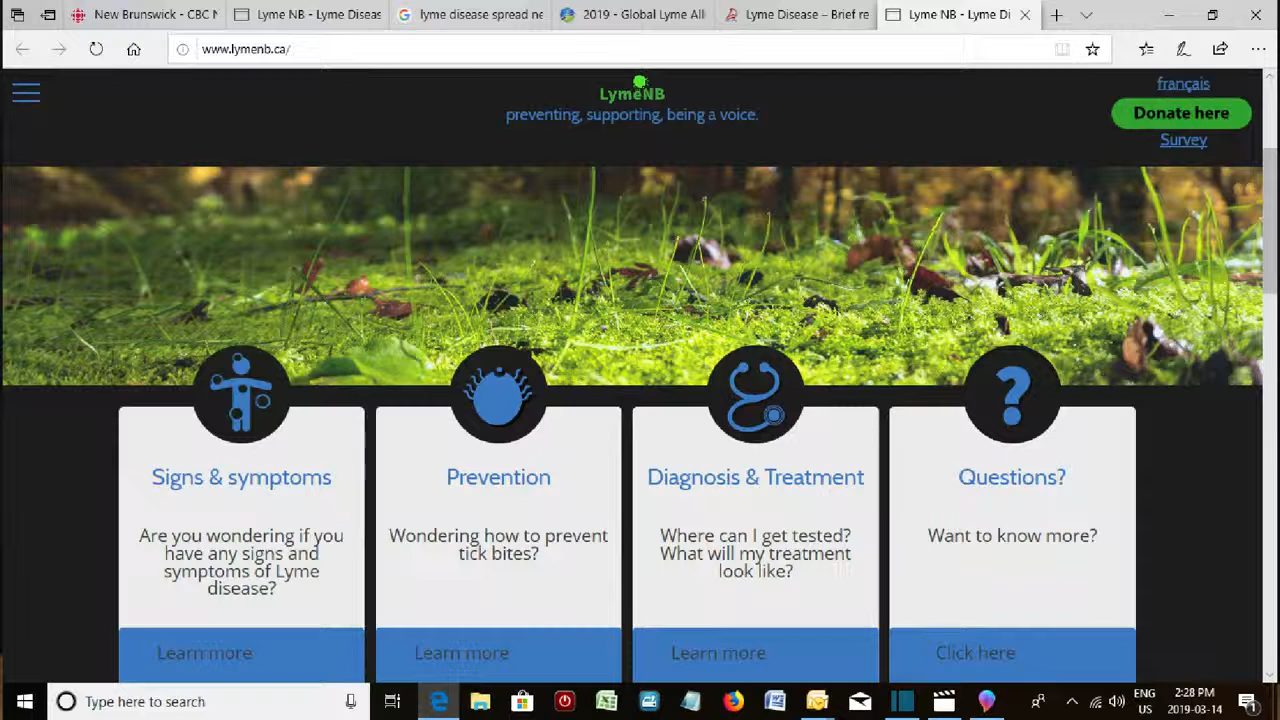 New Brunswick - CBC N
Lyme NB - Lyme Diseas
lyme disease spread ne
2019 - Global Lyme Alli
Lyme Disease – Brief re
Lyme NB - Lyme Di
www.lymenb.ca/
LymeNB
preventing, supporting, being a voice.
français
Donate here
Survey
Signs & symptoms
Are you wondering if you
have any signs and
symptoms of Lyme
disease?
Learn more
Prevention
Wondering how to prevent
tick bites?
Learn more
Diagnosis & Treatment
Where can I get tested?
What will my treatment
look like?
Learn more
Questions?
Want to know more?
Click here
Type here to search
ENG
US
2:28 PM
2019-03-14
1